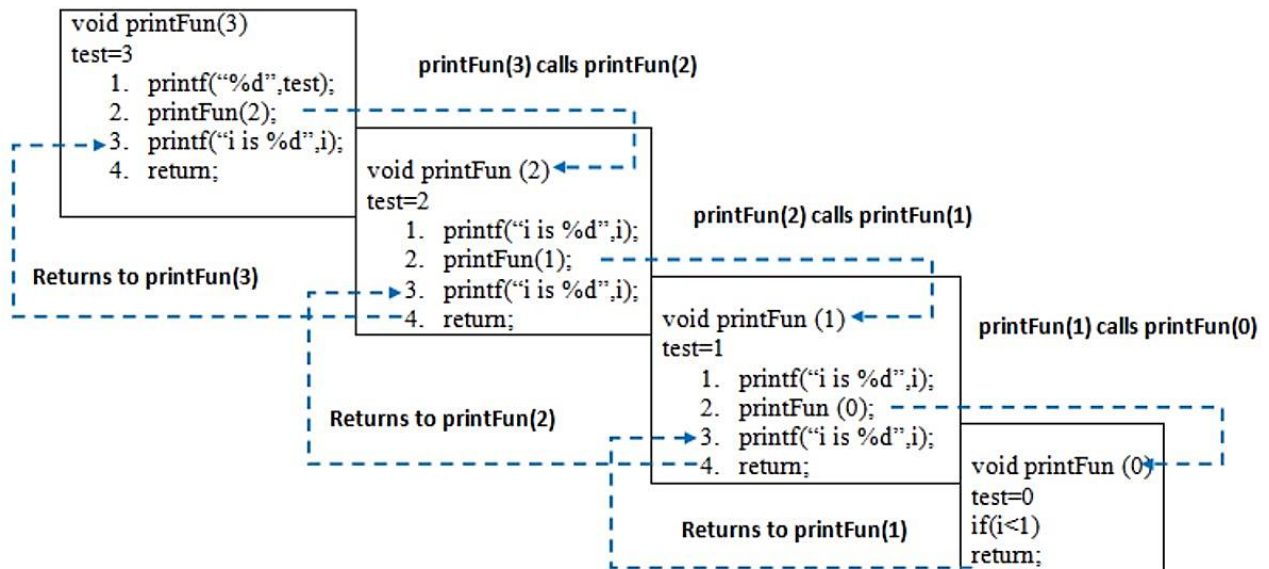 void printFun(3)
test=3
1. printf(“%d”,test);
2. printFun(2);
3. printf(“i is %d”,i);
4. return;
printFun(3) calls printFun(2)
void printFun (2)
test=2
1. printf(“i is %d”,i);
2. printFun(1);
3. printf(“i is %d”,i);
4. return;
Returns to printFun(3)
printFun(2) calls printFun(1)
void printFun (1)
test=1
1. printf(“i is %d”,i);
2. printFun (0);
3. printf(“i is %d”,i);
4. return;
Returns to printFun(2)
printFun(1) calls printFun(0)
void printFun (0)
test=0
if(i<1)
return;
Returns to printFun(1)